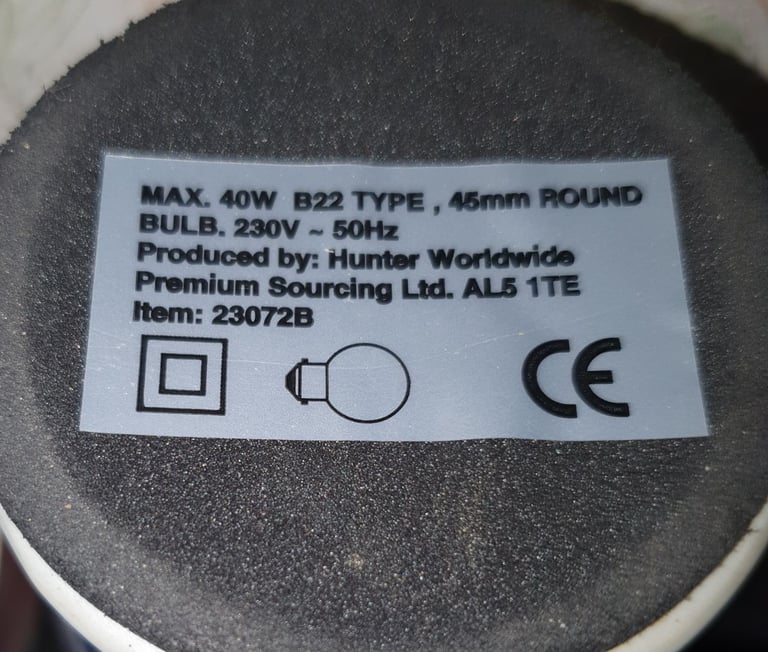 MAX. 40W B22 TYPE , 45mm ROUND
BULB. 230V ~ 50Hz
Produced by: Hunter Worldwide
Premium Sourcing Ltd. AL5 1TE
Item: 23072B
CE